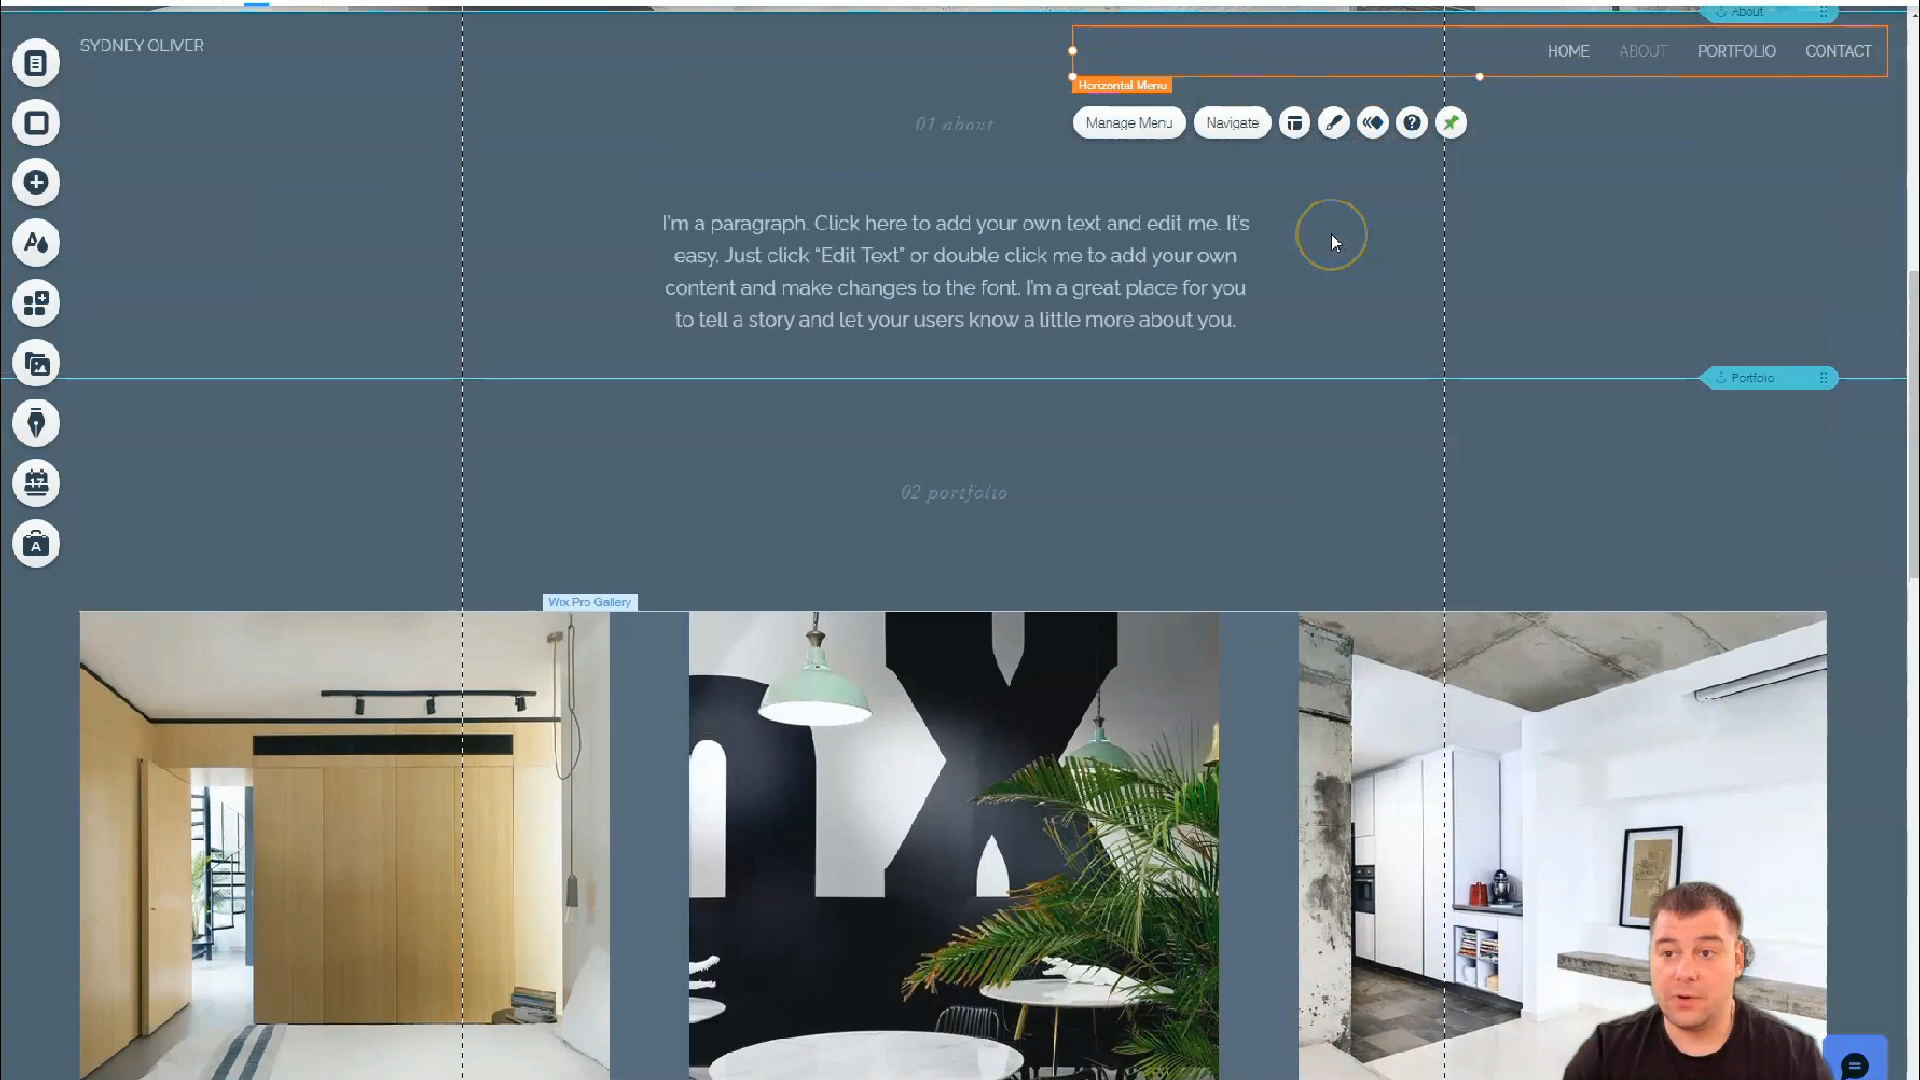 About
SYDNEY OLIVER
HOME ABOUT PORTFOLIO CONTACT
Horizontal Menu
Manage Menu Navigate
01 about
I'm a paragraph. Click here to add your own text and edit me. It's
easy. Just click “Edit Text” or double click me to add your own
content and make changes to the font. I'm a great place for you
to tell a story and let your users know a little more about you.
Portfolio
17
02 portfolio
A
Wix Pro Gallery